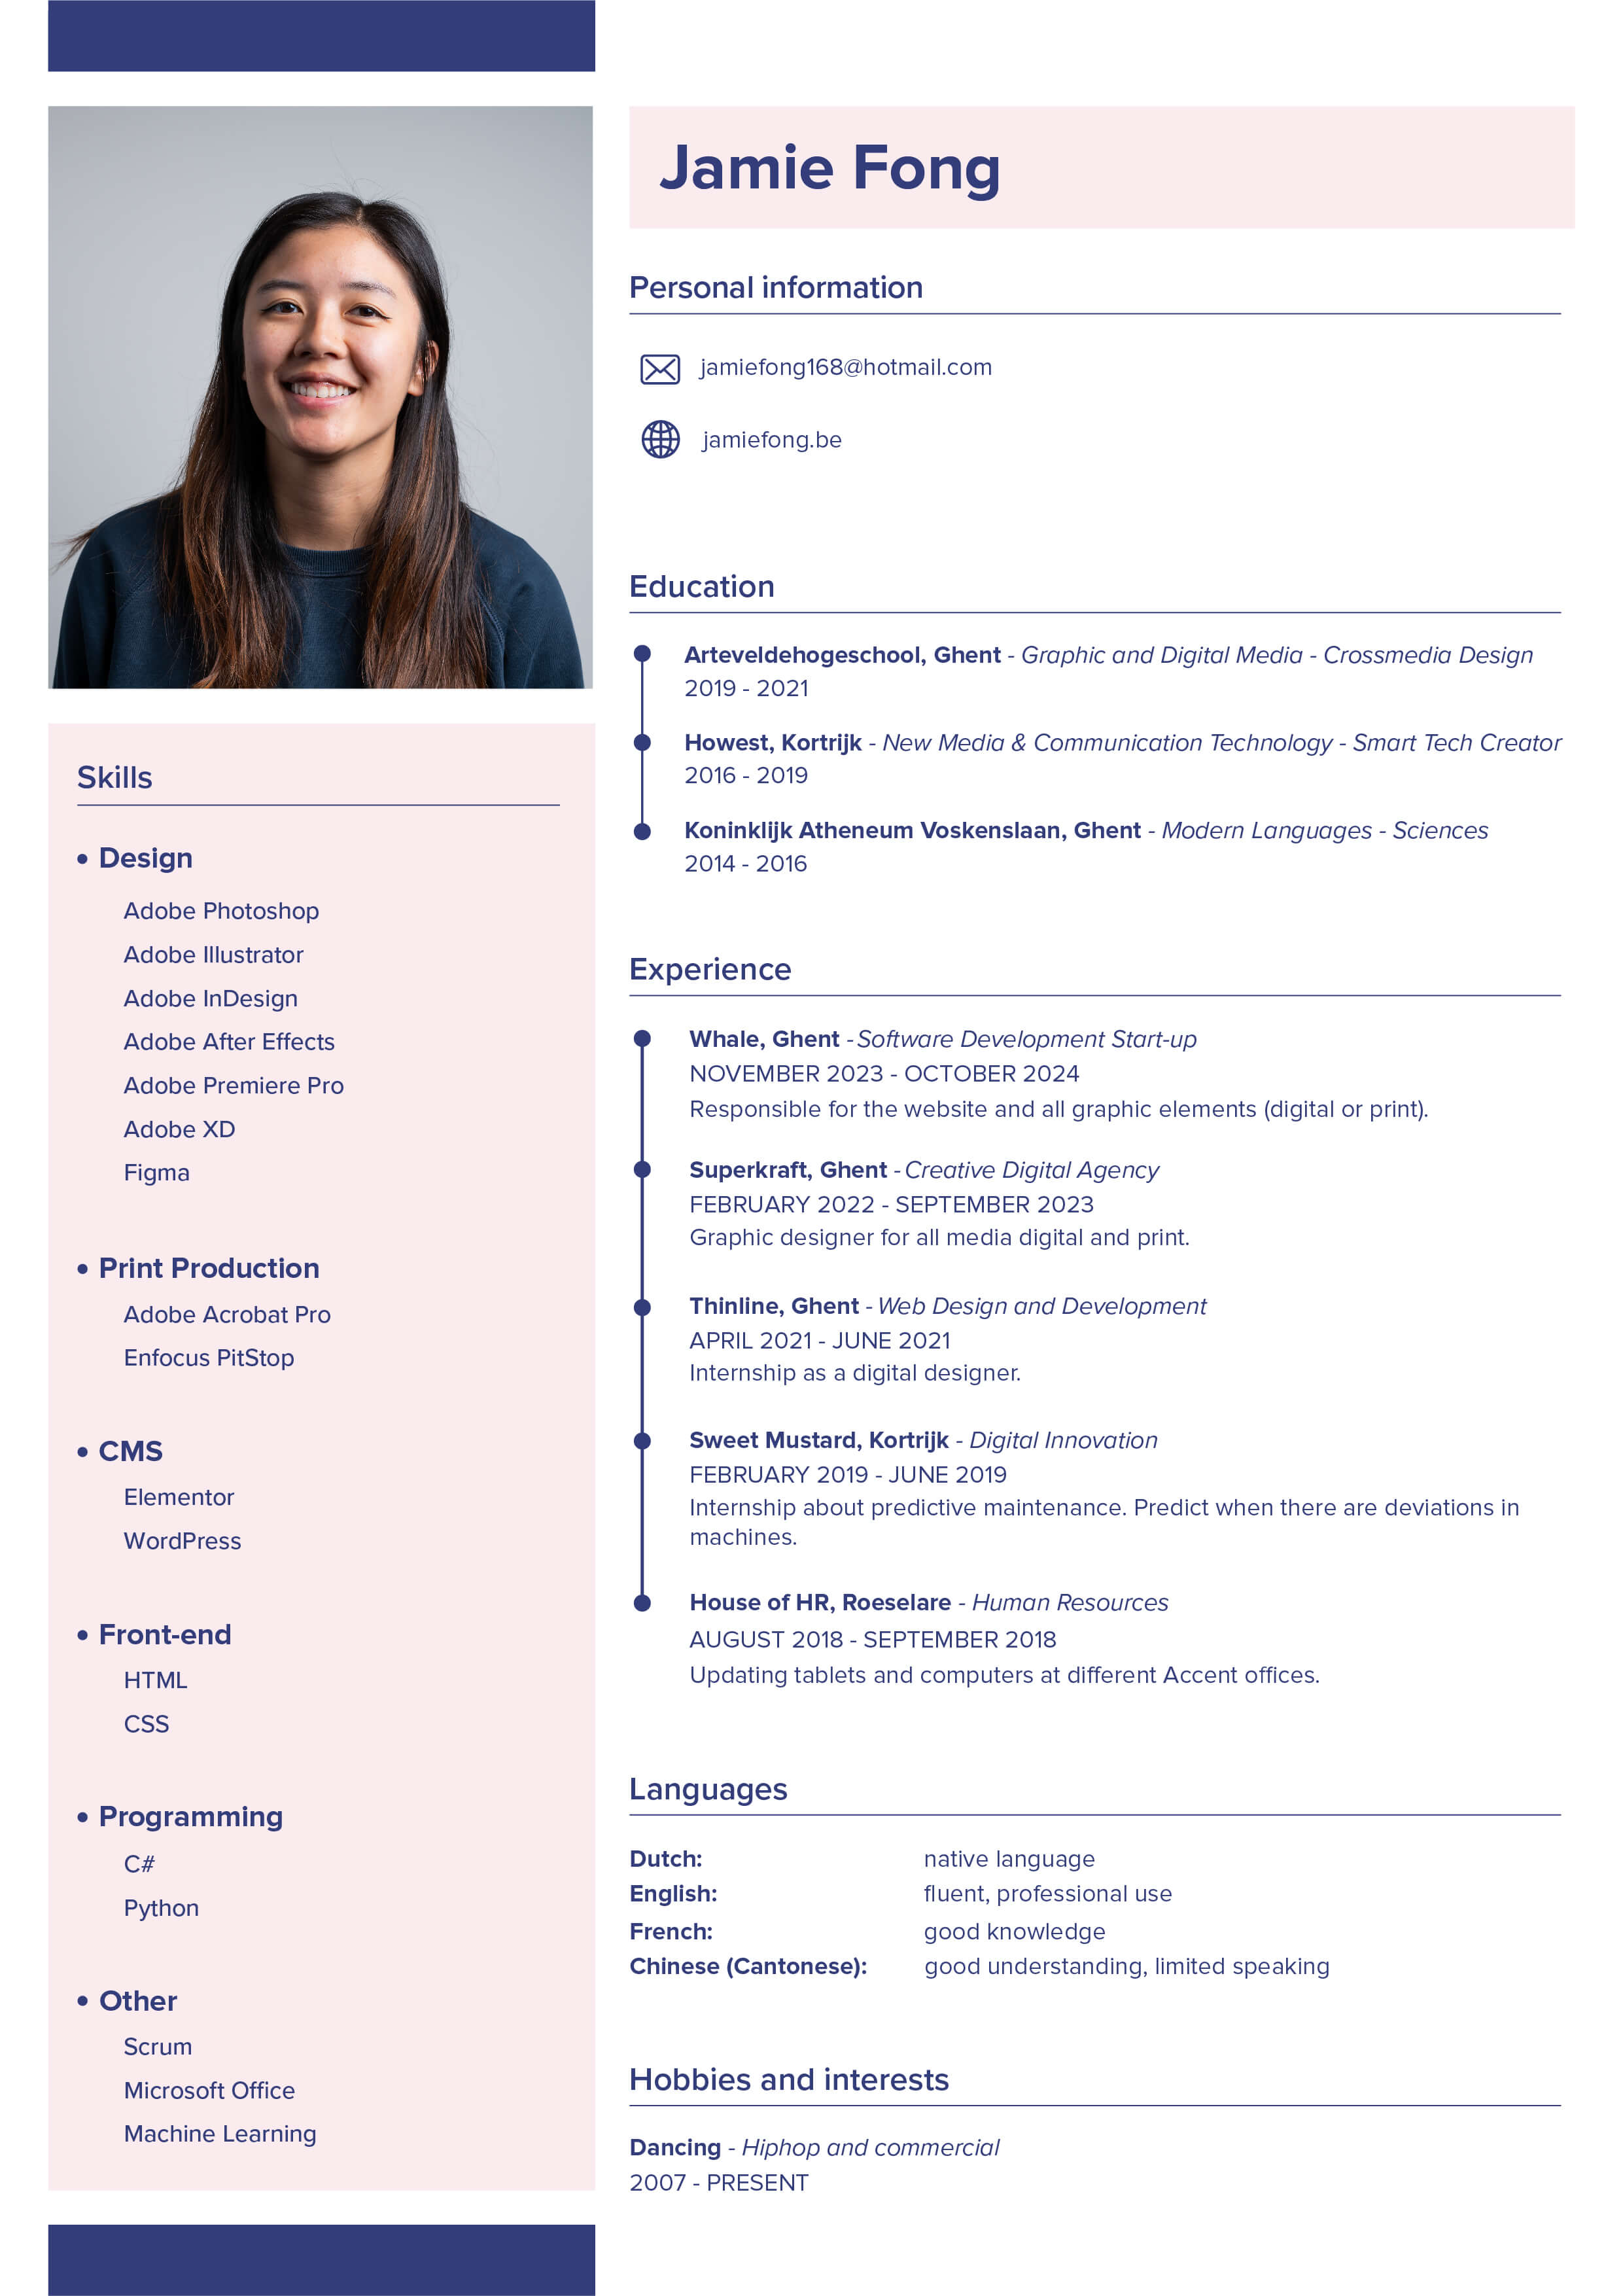 Jamie Fong
Personal information
jamiefong168@hotmail.com
jamiefong.be
Education
Arteveldehogeschool, Ghent - Graphic and Digital Media - Crossmedia Design
2019 - 2021
Howest, Kortrijk - New Media & Communication Technology - Smart Tech Creator
2016 - 2019
Koninklijk Atheneum Voskenslaan, Ghent - Modern Languages - Sciences
2014 - 2016
Experience
Whale, Ghent - Software Development Start-up
NOVEMBER 2023 - OCTOBER 2024
Responsible for the website and all graphic elements (digital or print).
Superkraft, Ghent - Creative Digital Agency
FEBRUARY 2022 - SEPTEMBER 2023
Graphic designer for all media digital and print.
Thinline, Ghent - Web Design and Development
APRIL 2021 - JUNE 2021
Internship as a digital designer.
Sweet Mustard, Kortrijk - Digital Innovation
FEBRUARY 2019 - JUNE 2019
Internship about predictive maintenance. Predict when there are deviations in
machines.
House of HR, Roeselare - Human Resources
AUGUST 2018 - SEPTEMBER 2018
Updating tablets and computers at different Accent offices.
Languages
Dutch: native language
English: fluent, professional use
French: good knowledge
Chinese (Cantonese): good understanding, limited speaking
Hobbies and interests
Dancing - Hiphop and commercial
2007 - PRESENT
Skills
• Design
Adobe Photoshop
Adobe Illustrator
Adobe InDesign
Adobe After Effects
Adobe Premiere Pro
Adobe XD
Figma
• Print Production
Adobe Acrobat Pro
Enfocus PitStop
• CMS
Elementor
WordPress
• Front-end
HTML
CSS
• Programming
C#
Python
• Other
Scrum
Microsoft Office
Machine Learning